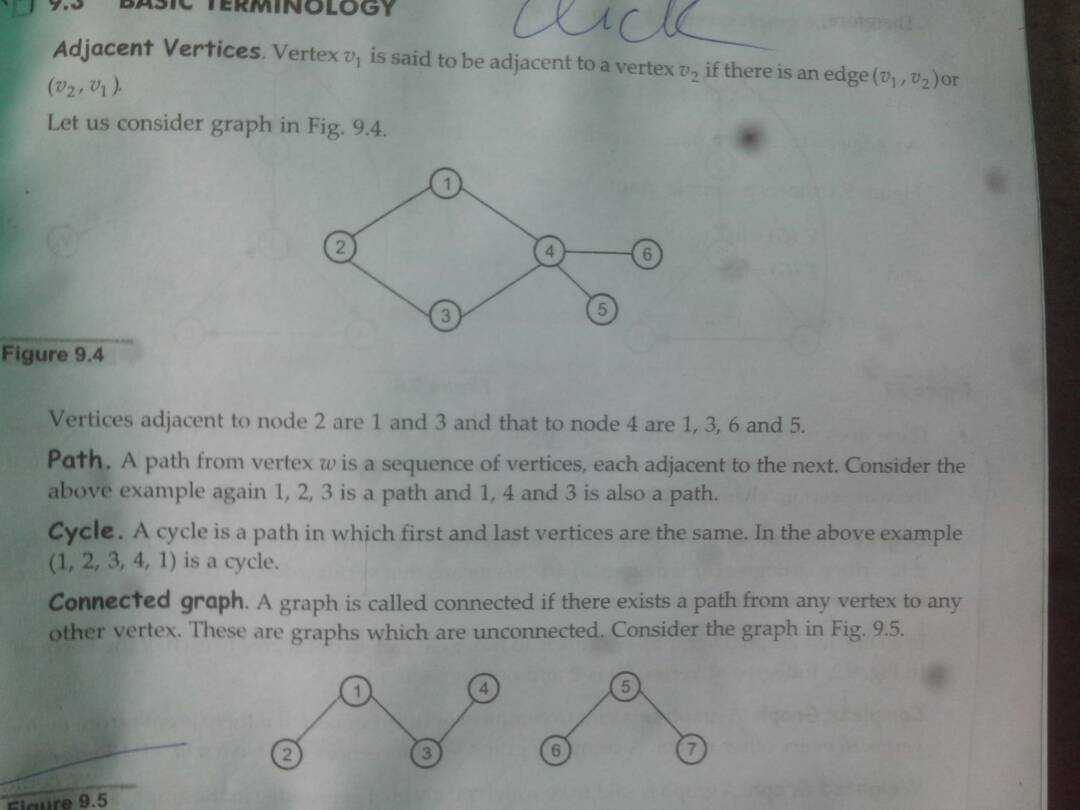 9.3 BASIC TERMINOLOGY
Click
Adjacent Vertices. Vertex v₁ is said to be adjacent to a vertex v₂ if there is an edge (v₁, v₂) or
(v₂, v₁).
Let us consider graph in Fig. 9.4.
1
2
4
6
3
5
Figure 9.4
Vertices adjacent to node 2 are 1 and 3 and that to node 4 are 1, 3, 6 and 5.
Path. A path from vertex w is a sequence of vertices, each adjacent to the next. Consider the
above example again 1, 2, 3 is a path and 1, 4 and 3 is also a path.
Cycle. A cycle is a path in which first and last vertices are the same. In the above example
(1, 2, 3, 4, 1) is a cycle.
Connected graph. A graph is called connected if there exists a path from any vertex to any
other vertex. These are graphs which are unconnected. Consider the graph in Fig. 9.5.
1
4
5
2
3
6
7
Figure 9.5